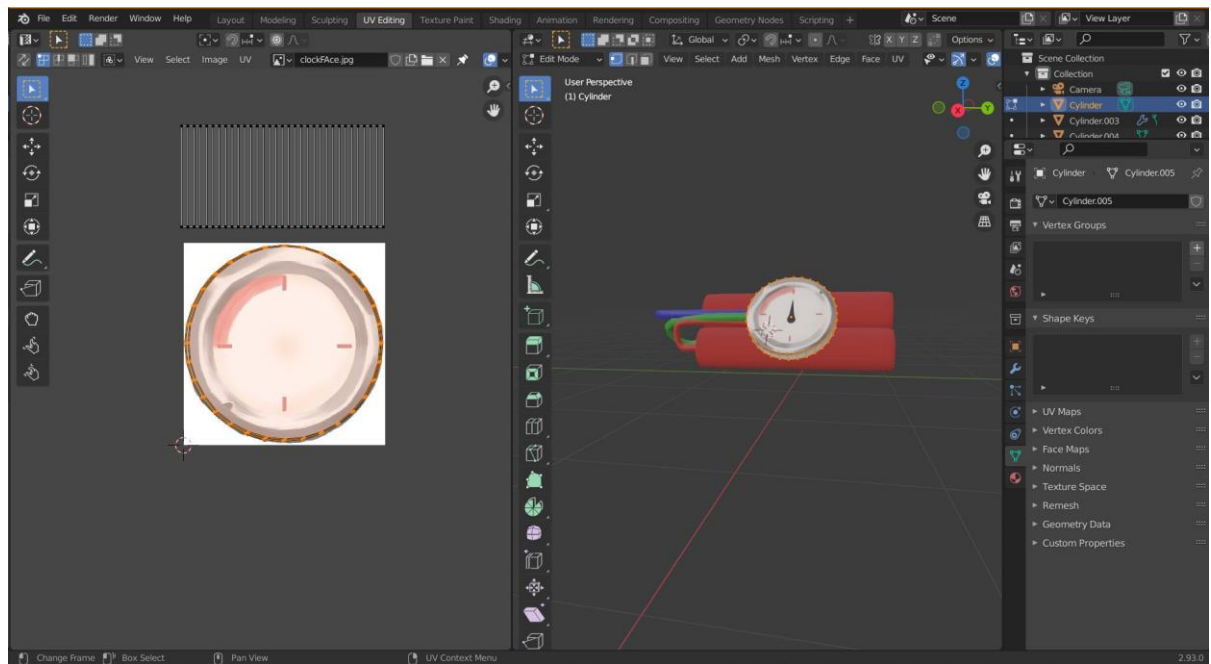 File Edit Render Window Help Layout Modeling Sculpting UV Editing Texture Paint Shading Animation Rendering Compositing Geometry Nodes Scripting + Scene View Layer
Global X Y Z Options
View Select Image UV clockFAce.jpg Edit Mode View Select Add Mesh Vertex Edge Face UV
User Perspective
(1) Cylinder
Z
X
Y
Scene Collection
Collection
Camera
Cylinder
Cylinder.003
Cylinder.004
Cylinder Cylinder.005
Cylinder.005
Vertex Groups
Shape Keys
UV Maps
Vertex Colors
Face Maps
Normals
Texture Space
Remesh
Geometry Data
Custom Properties
Change Frame Box Select Pan View UV Context Menu 2.93.0